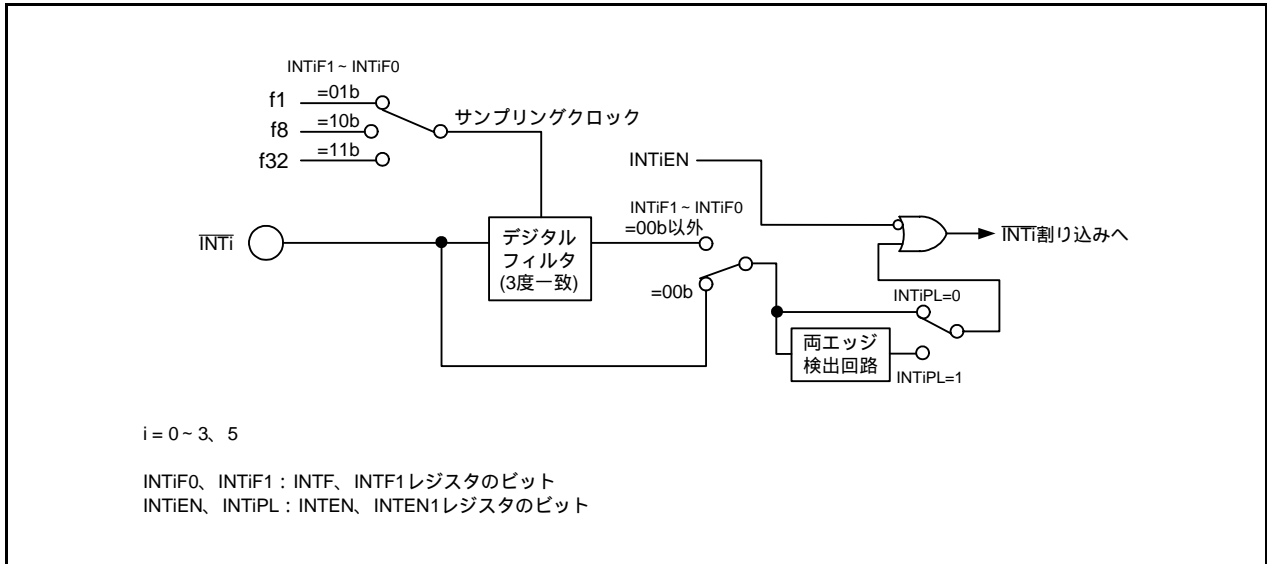 INTiF1~INTiF0
f1 =01b
f8 =10b
f32 =11b
サンプリングクロック
INTiEN
INTiF1~INTiF0
=00b以外
INTi
デジタル
フィルタ
(3度一致)
=00b
INTi割り込みへ
INTiPL=0
両エッジ
検出回路
INTiPL=1
i = 0~3、5
INTiF0、INTiF1:INTF、INTF1レジスタのビット
INTiEN、INTiPL:INTEN、INTEN1レジスタのビット